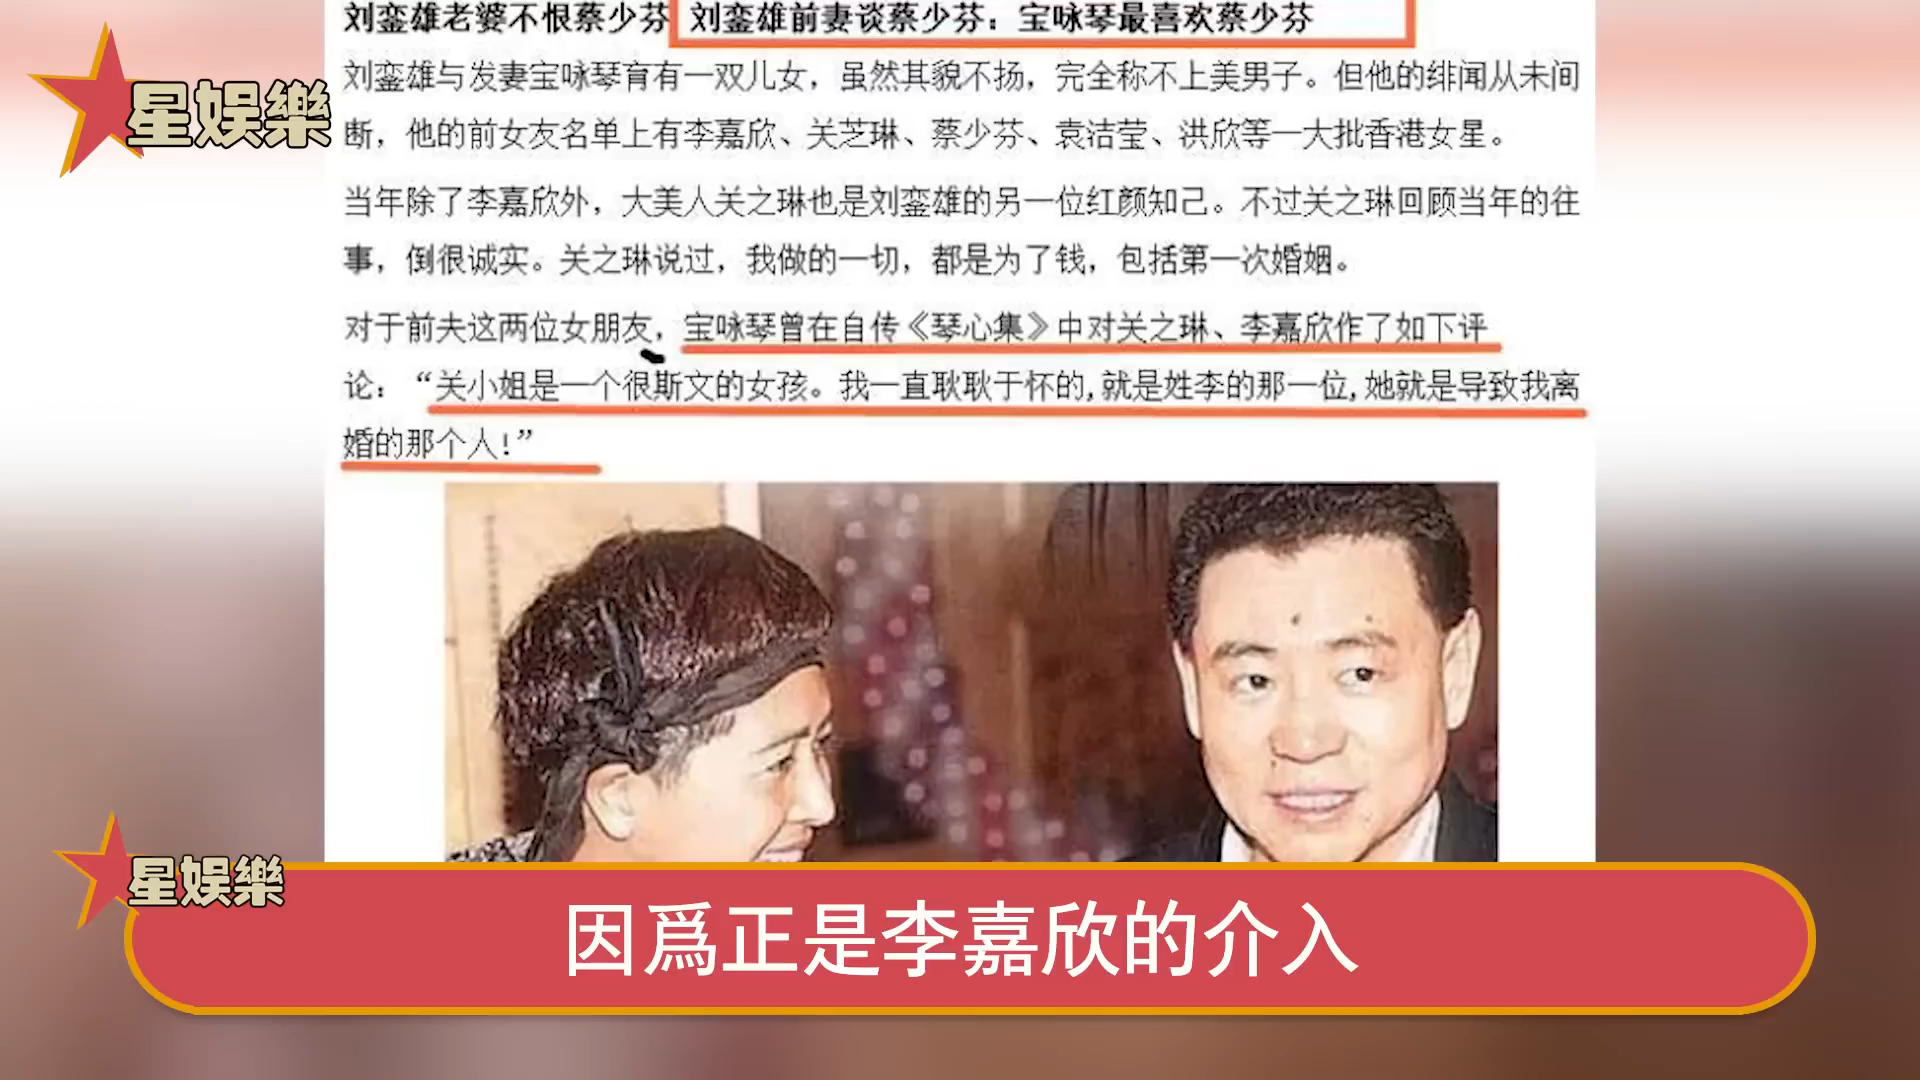 刘銮雄老婆不恨蔡少芬 刘銮雄前妻谈蔡少芬：宝咏琴最喜欢蔡少芬
刘銮雄与发妻宝咏琴育有一双儿女，虽然其貌不扬，完全称不上美男子。但他的绯闻从未间
断，他的前女友名单上有李嘉欣、关芝琳、蔡少芬、袁洁莹、洪欣等一大批香港女星。
当年除了李嘉欣外，大美人关之琳也是刘銮雄的另一位红颜知己。不过关之琳回顾当年的往
事，倒很诚实。关之琳说过，我做的一切，都是为了钱，包括第一次婚姻。
对于前夫这两位女朋友，宝咏琴曾在自传《琴心集》中对关之琳、李嘉欣作了如下评
论：“关小姐是一个很斯文的女孩。我一直耿耿于怀的,就是姓李的那一位,她就是导致我离
婚的那个人!”
星娱樂
星娱樂
因爲正是李嘉欣的介入